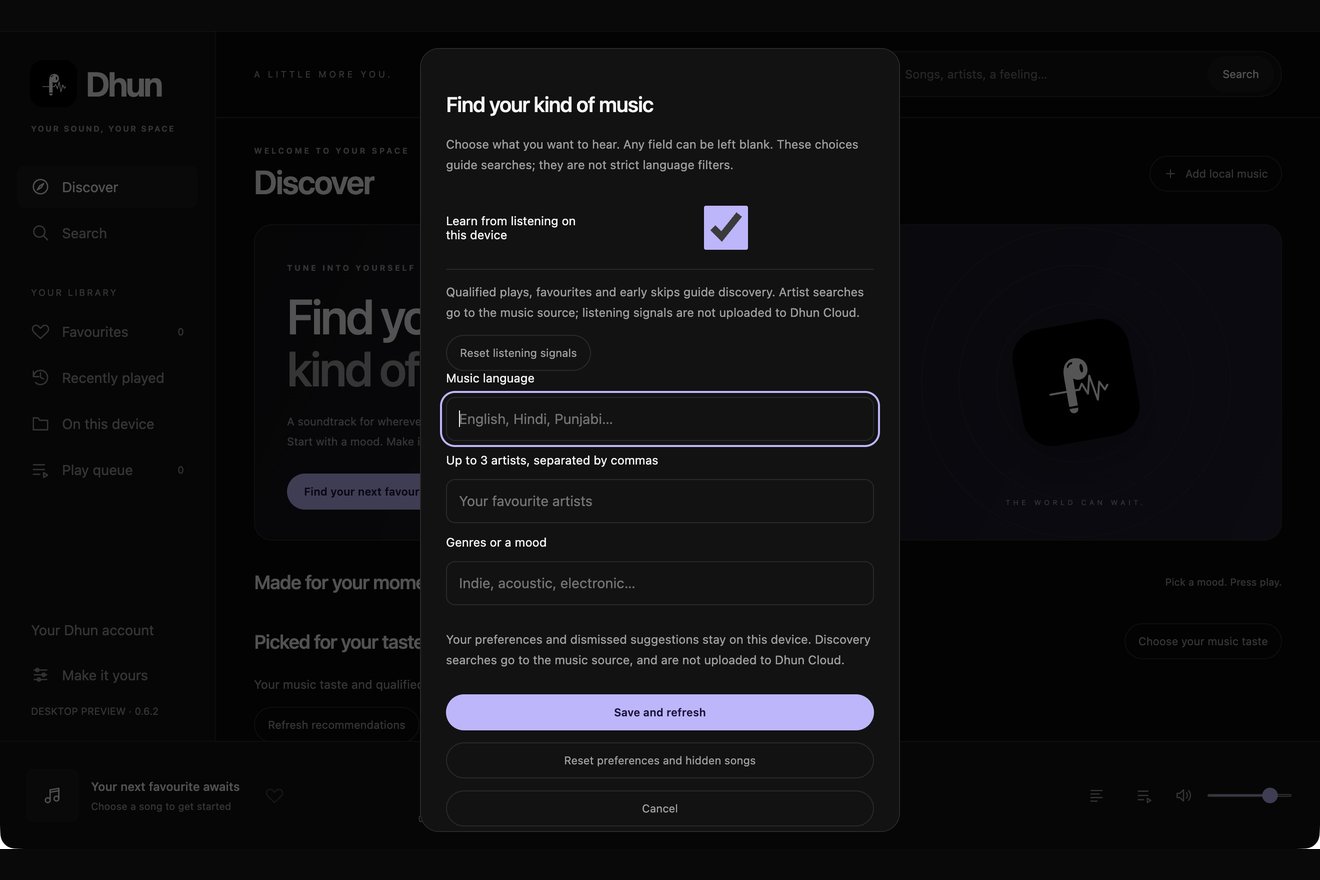 Dhun
YOUR SOUND, YOUR SPACE
Discover
Search
YOUR LIBRARY
Favourites 0
Recently played
On this device
Play queue 0
Your Dhun account
Make it yours
DESKTOP PREVIEW · 0.6.2
A LITTLE MORE YOU.
Songs, artists, a feeling...
Search
WELCOME TO YOUR SPACE
Discover
+ Add local music
TUNE INTO YOURSELF
Find yo
kind of
A soundtrack for whereve
Start with a mood. Make i
Find your next favour
THE WORLD CAN WAIT.
Made for your mome
Pick a mood. Press play.
Picked for your taste
Choose your music taste
Your music taste and qualified
Refresh recommendations
Find your kind of music
Choose what you want to hear. Any field can be left blank. These choices
guide searches; they are not strict language filters.
Learn from listening on
this device
Qualified plays, favourites and early skips guide discovery. Artist searches
go to the music source; listening signals are not uploaded to Dhun Cloud.
Reset listening signals
Music language
English, Hindi, Punjabi...
Up to 3 artists, separated by commas
Your favourite artists
Genres or a mood
Indie, acoustic, electronic...
Your preferences and dismissed suggestions stay on this device. Discovery
searches go to the music source, and are not uploaded to Dhun Cloud.
Save and refresh
Reset preferences and hidden songs
Cancel
Your next favourite awaits
Choose a song to get started